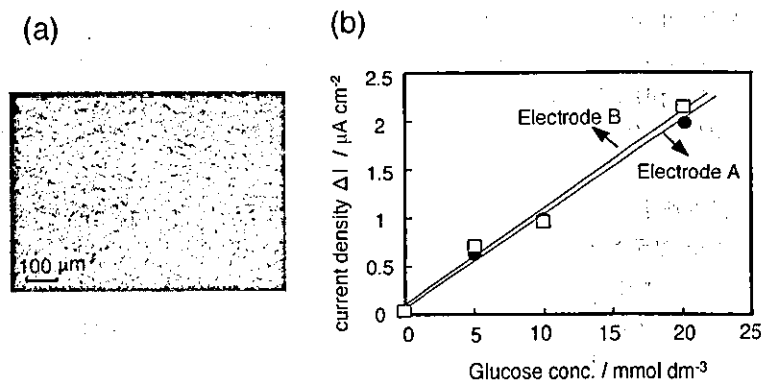 (a)
100 μm
(b)
current density ΔI / μA cm-2
2.5
2
1.5
1
0.5
0
Electrode B
Electrode A
0 5 10 15 20 25
Glucose conc. / mmol dm-3